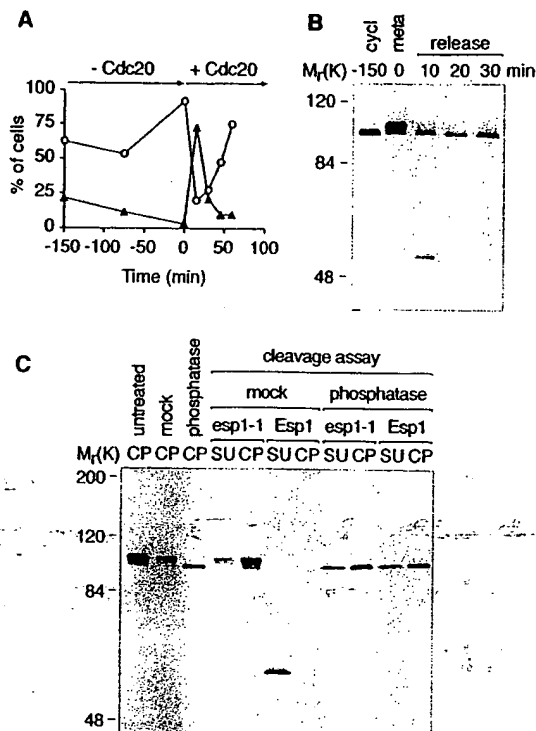 A
- Cdc20 + Cdc20
100
75
50
25
0
% of cells
-150 -100 -50 0 50 100
Time (min)
B
cycl meta release
Mr(K) -150 0 10 20 30 min
120
84
48
C
cleavage assay
untreated mock phosphatase mock phosphatase
esp1-1 Esp1 esp1-1 Esp1
Mr(K) CP CP CP SU CP SU CP SU CP SU CP
200
120
84
48